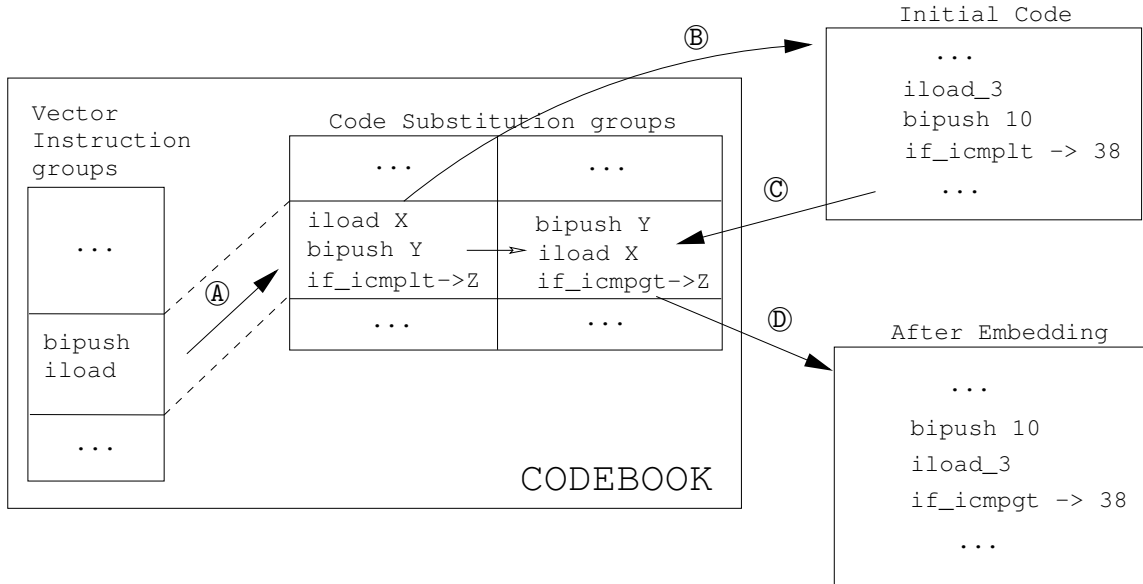 Initial Code
Ⓑ
...
iload_3
bipush 10
if_icmplt -> 38
...
Vector
Instruction
groups
Code Substitution groups
...
...
...
Ⓐ
iload X
bipush Y
if_icmplt->Z
bipush Y
iload X
if_icmpgt->Z
Ⓒ
bipush
iload
...
...
...
CODEBOOK
Ⓓ
After Embedding
...
bipush 10
iload_3
if_icmpgt -> 38
...